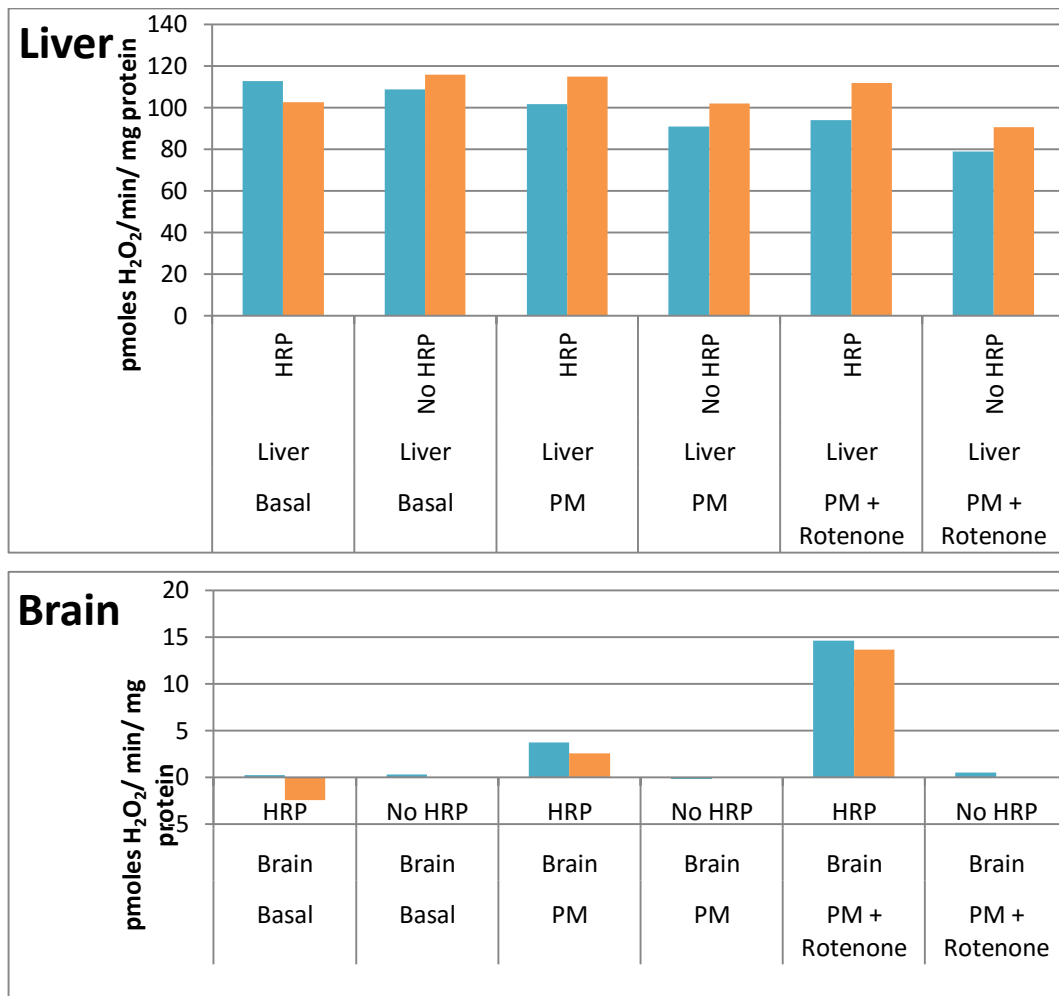 Liver
pmoles H₂O₂/min/ mg protein
140
120
100
80
60
40
20
0
HRP No HRP HRP No HRP HRP No HRP
Liver Liver Liver Liver Liver Liver
Basal Basal PM PM PM + PM +
Rotenone Rotenone
Brain
pmoles H₂O₂/ min/ mg
protein
20
15
10
5
0
-5
HRP No HRP HRP No HRP HRP No HRP
Brain Brain Brain Brain Brain Brain
Basal Basal PM PM PM + PM +
Rotenone Rotenone